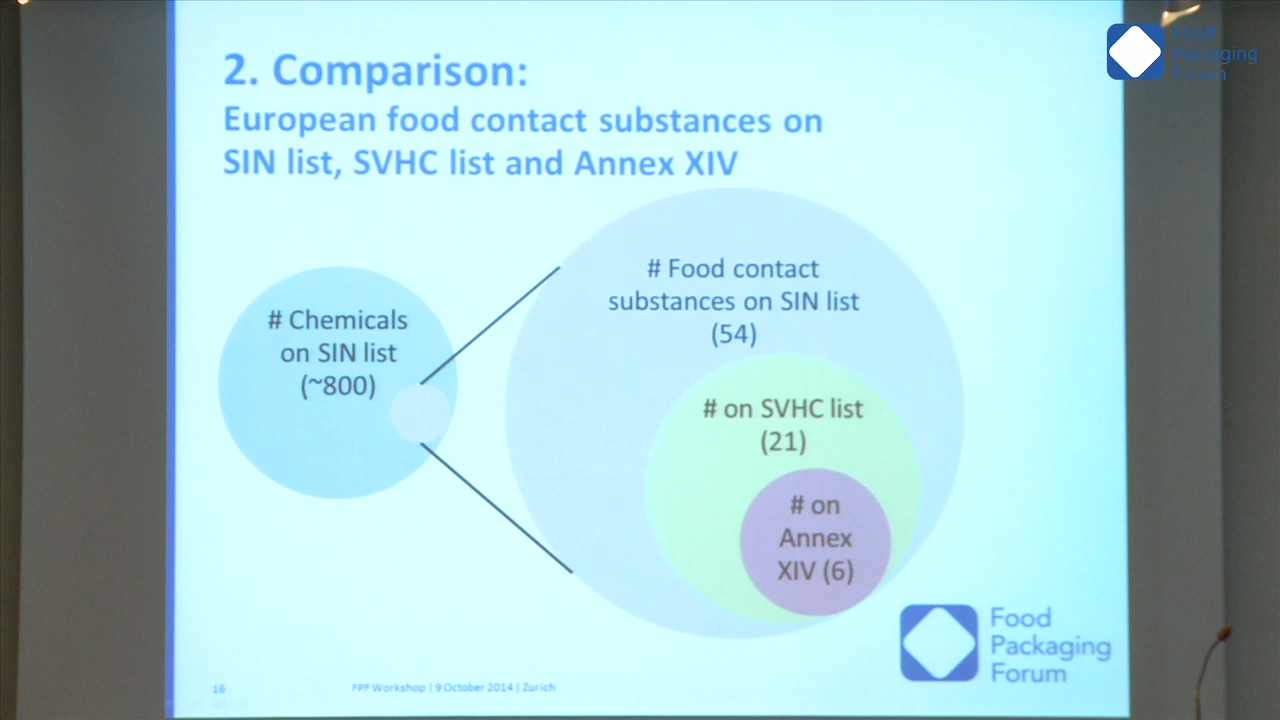 Food
Packaging
Forum
2. Comparison:
European food contact substances on
SIN list, SVHC list and Annex XIV
# Chemicals
on SIN list
(~800)
# Food contact
substances on SIN list
(54)
# on SVHC list
(21)
# on
Annex
XIV (6)
16
FPF Workshop | 9 October 2014 | Zurich
Food
Packaging
Forum